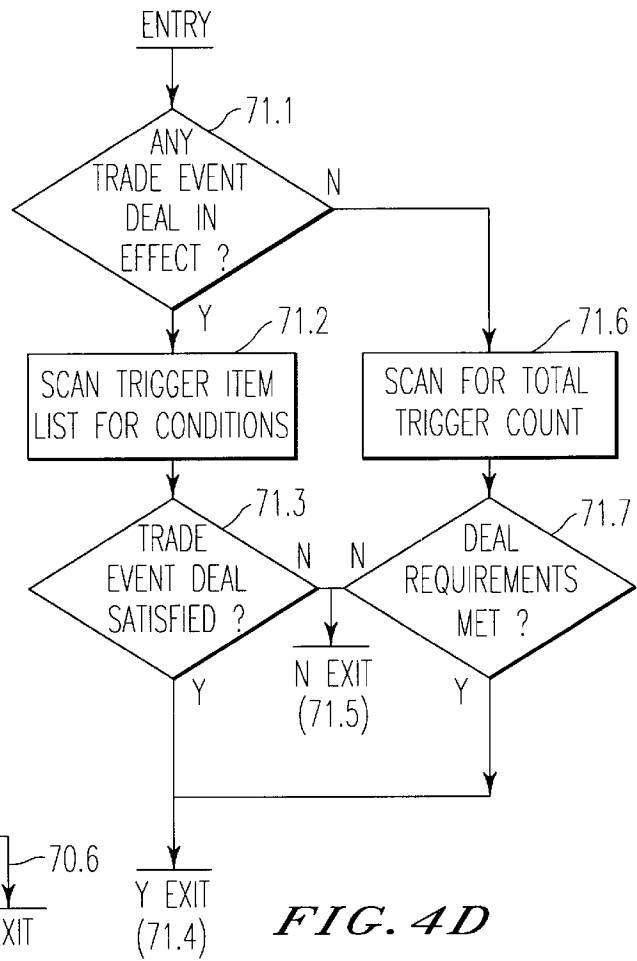 ENTRY
71.1
ANY
TRADE EVENT
DEAL IN
EFFECT ?
N
Y
71.2
SCAN TRIGGER ITEM
LIST FOR CONDITIONS
71.6
SCAN FOR TOTAL
TRIGGER COUNT
71.3
TRADE
EVENT DEAL
SATISFIED ?
N
Y
N EXIT
(71.5)
71.7
N
DEAL
REQUIREMENTS
MET ?
Y
70.6
EXIT
Y EXIT
(71.4)
FIG. 4D